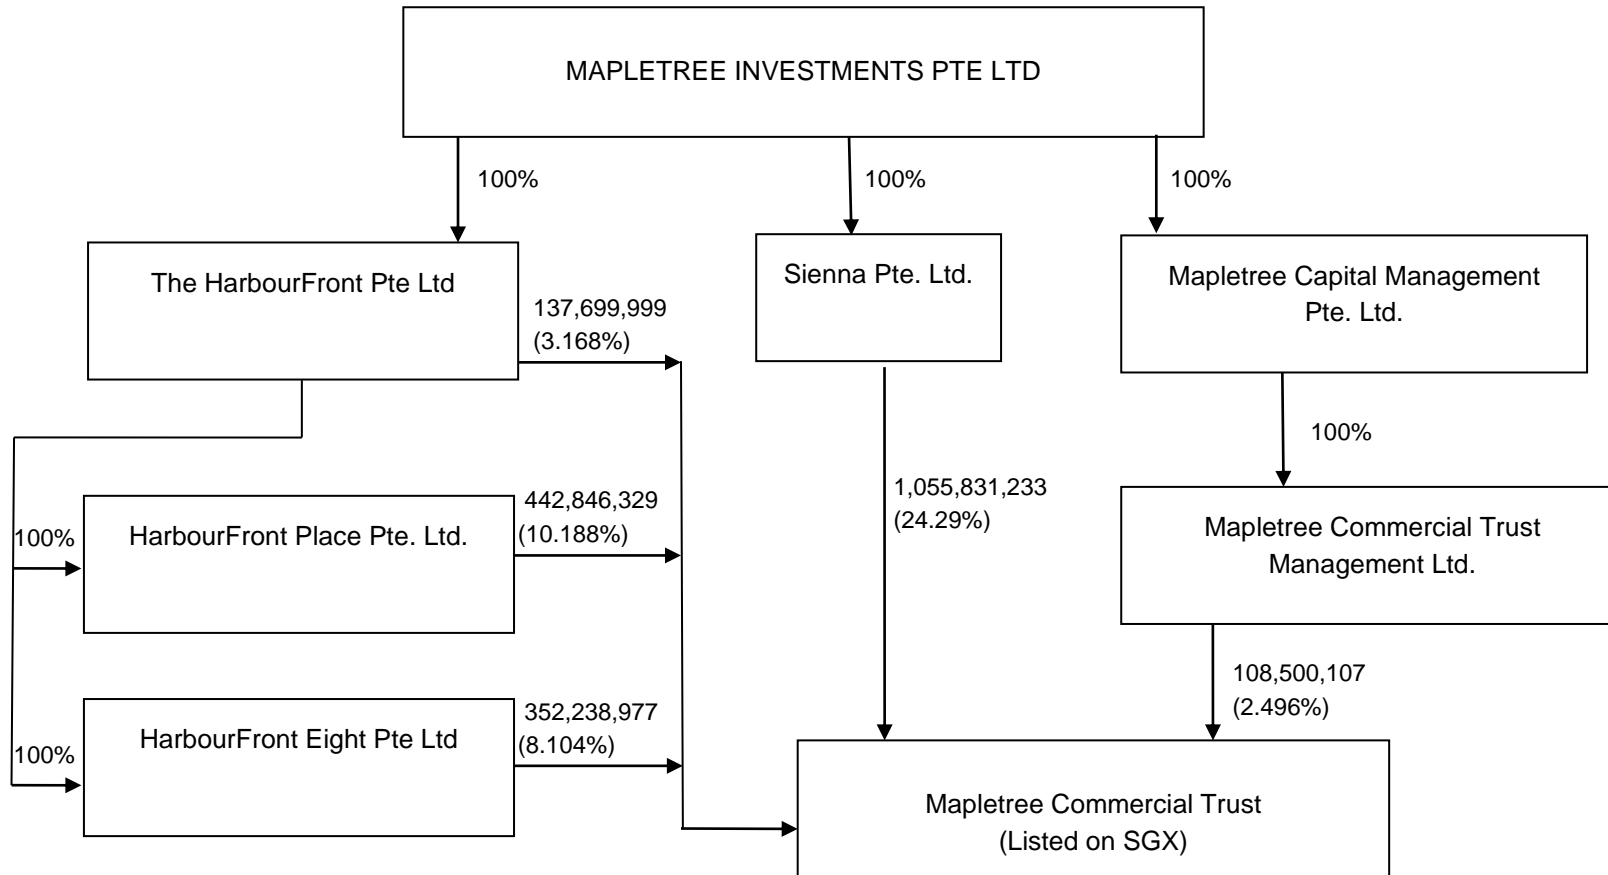 MAPLETREE INVESTMENTS PTE LTD
100%
100%
100%
The HarbourFront Pte Ltd
137,699,999
(3.168%)
Sienna Pte. Ltd.
Mapletree Capital Management
Pte. Ltd.
100%
100%
HarbourFront Place Pte. Ltd.
442,846,329
(10.188%)
1,055,831,233
(24.29%)
Mapletree Commercial Trust
Management Ltd.
100%
HarbourFront Eight Pte Ltd
352,238,977
(8.104%)
108,500,107
(2.496%)
Mapletree Commercial Trust
(Listed on SGX)